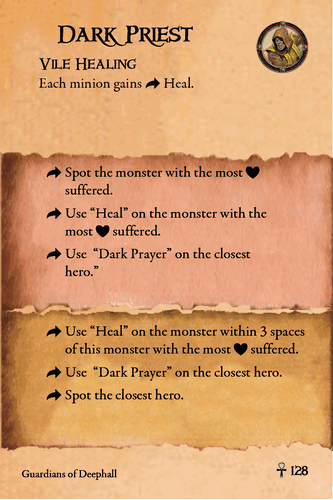 Dark Priest
Vile Healing
Each minion gains Heal.
Spot the monster with the most
suffered.
Use “Heal” on the monster with the
most suffered.
Use “Dark Prayer” on the closest
hero.”
Use “Heal” on the monster within 3 spaces
of this monster with the most suffered.
Use “Dark Prayer” on the closest hero.
Spot the closest hero.
Guardians of Deephall
128